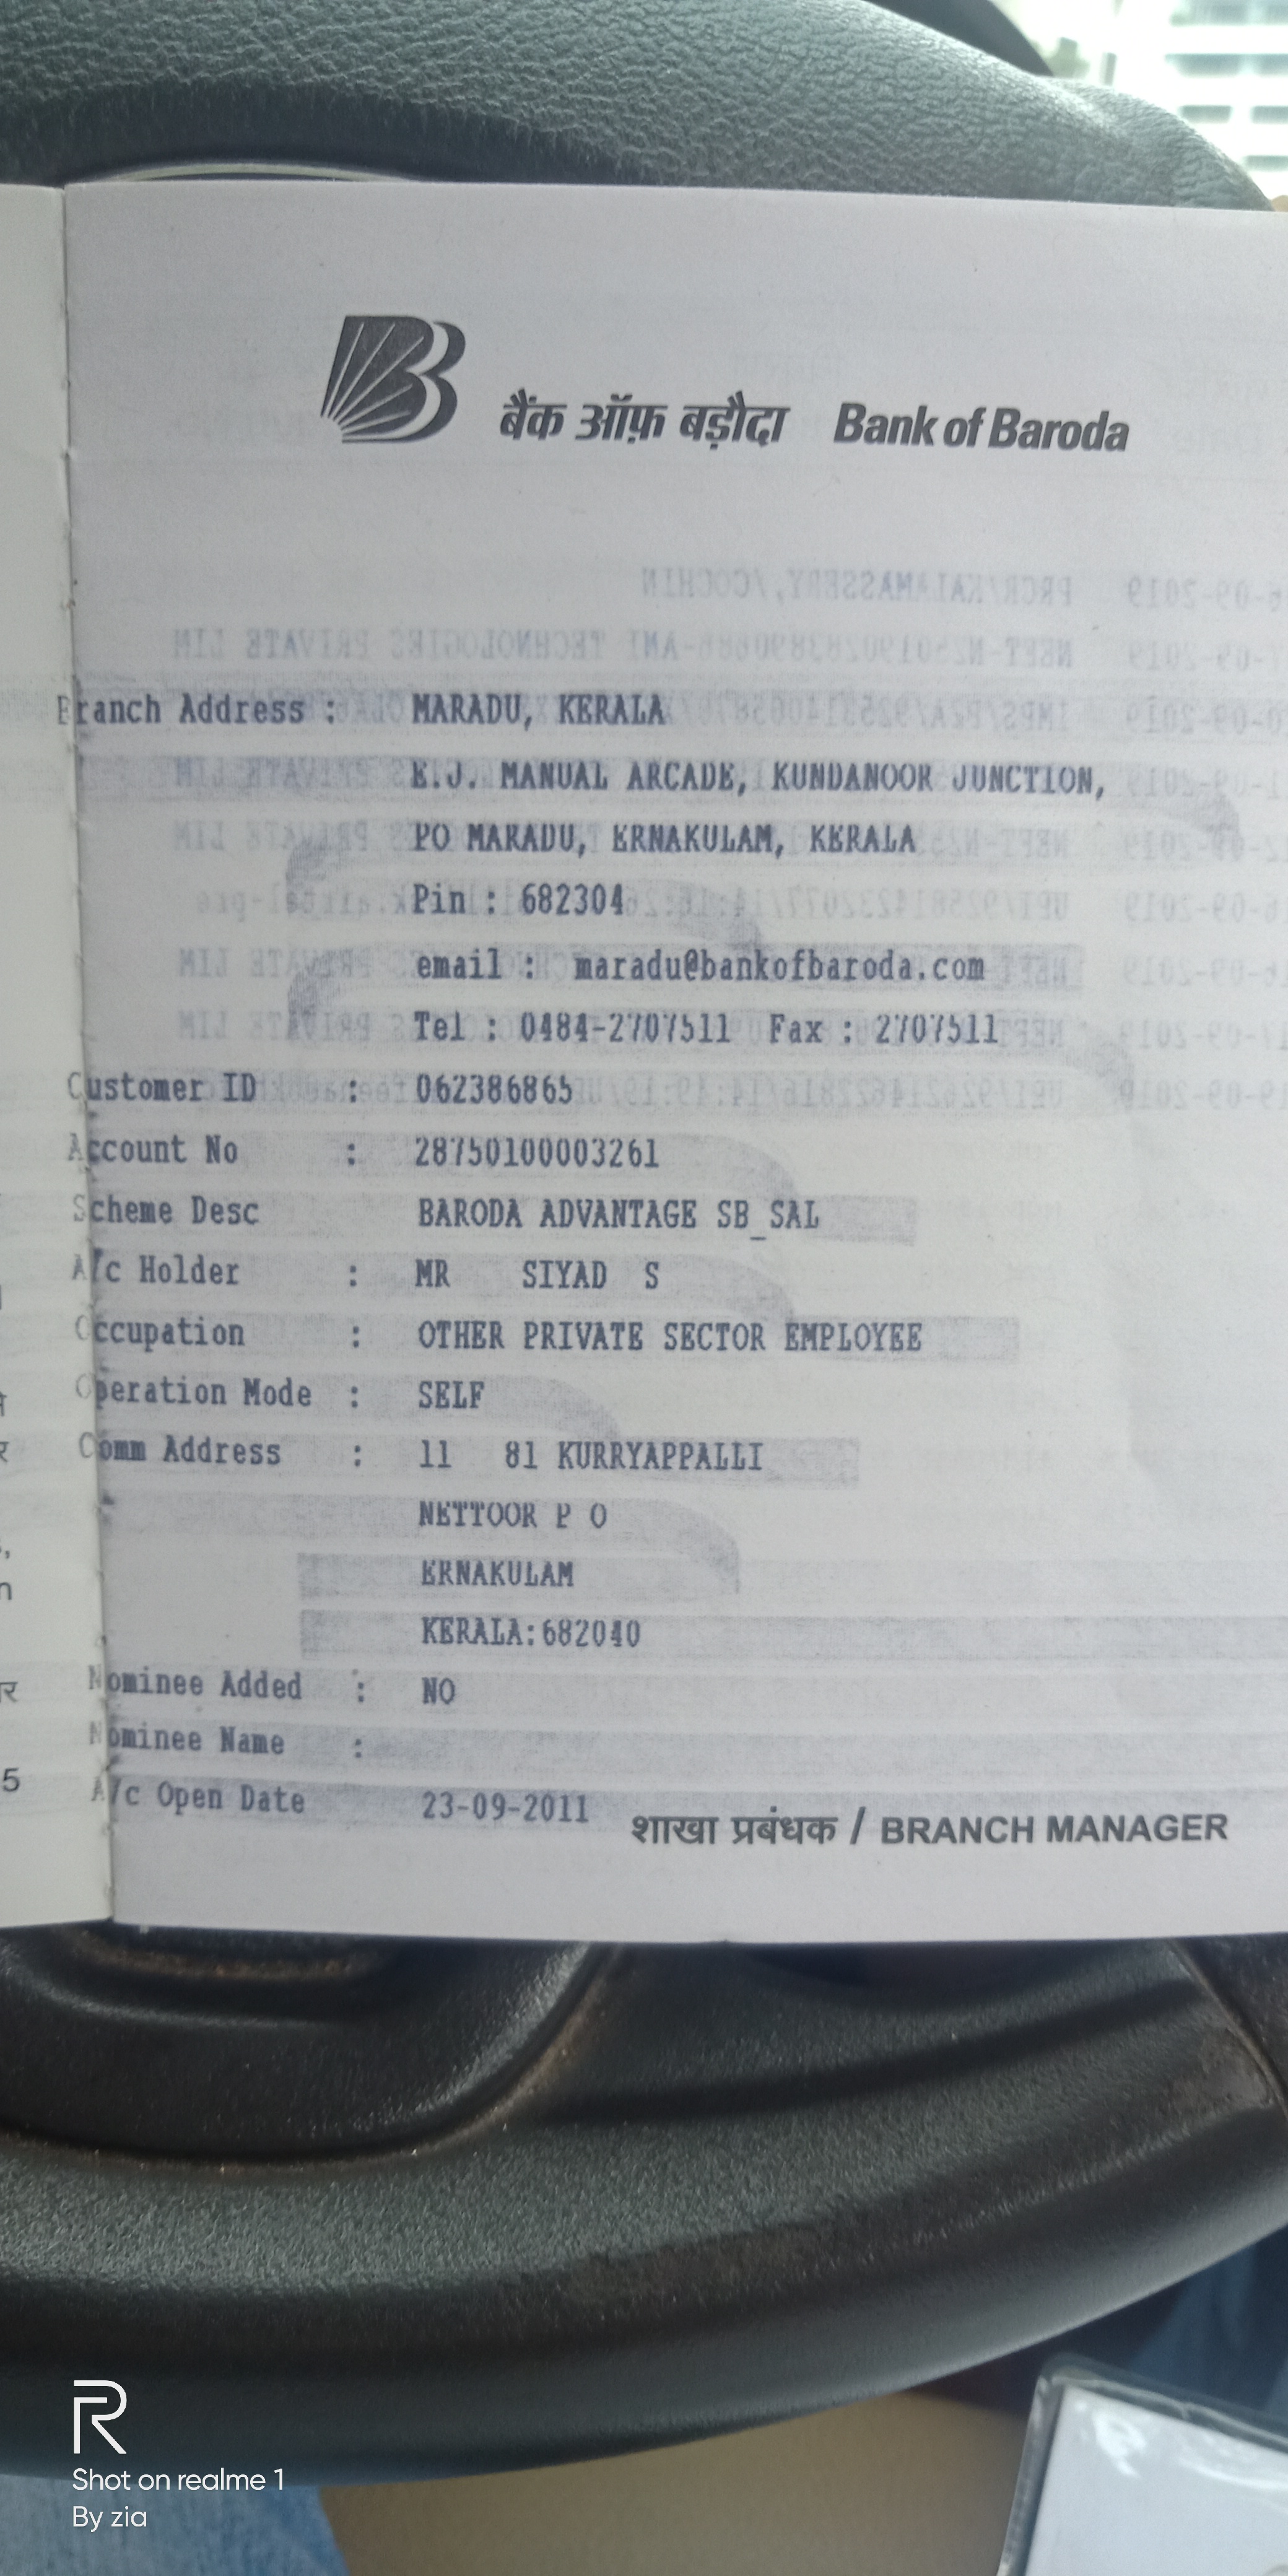 बैंक ऑफ़ बड़ौदा Bank of Baroda
Branch Address : MARADU, KERALA
E.J. MANUAL ARCADE, KUNDANOOR JUNCTION,
PO MARADU, ERNAKULAM, KERALA
Pin : 682304
email : maradu@bankofbaroda.com
Tel : 0484-2707511 Fax : 2707511
Customer ID : 062386865
Account No : 28750100003261
Scheme Desc BARODA ADVANTAGE SB_SAL
A/c Holder : MR SIYAD S
Occupation : OTHER PRIVATE SECTOR EMPLOYEE
Operation Mode : SELF
Comm Address : 11 81 KURRYAPPALLI
NETTOOR P O
ERNAKULAM
KERALA:682040
Nominee Added : NO
Nominee Name :
A/c Open Date 23-09-2011
शाखा प्रबंधक / BRANCH MANAGER
Shot on realme 1
By zia